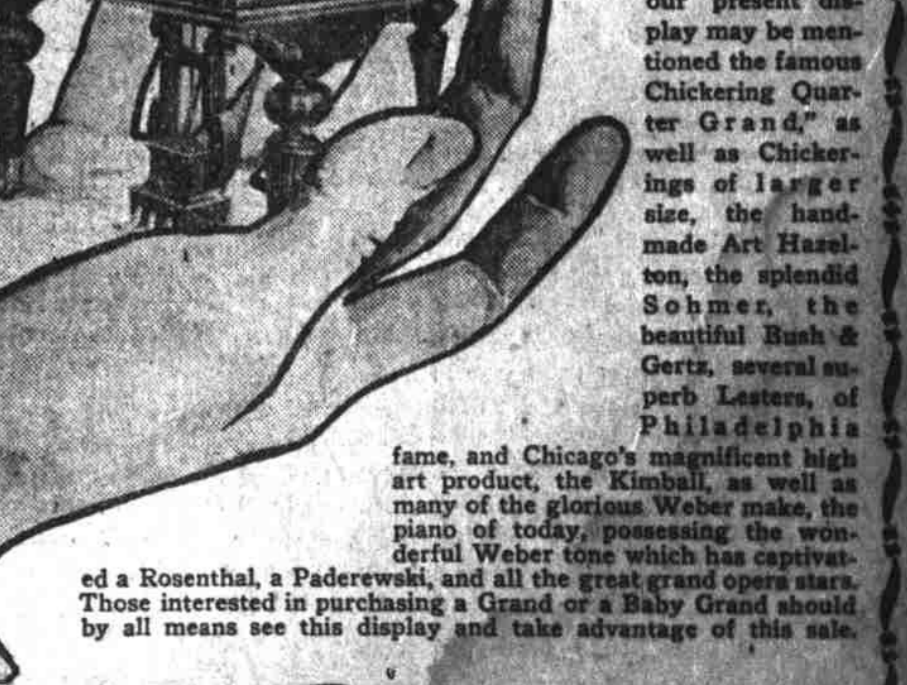 our present dis-
play may be men-
tioned the famous
Chickering Quar-
ter Grand," as
well as Chicker-
ings of larger
size, the hand-
made Art Hazel-
ton, the splendid
Sohmer, the
beautiful Bush &
Gertz, several su-
perb Lesters, of
Philadelphia
fame, and Chicago's magnificent high
art product, the Kimball, as well as
many of the glorious Weber make, the
piano of today, possessing the won-
derful Weber tone which has captivat-
ed a Rosenthal, a Paderewski, and all the great grand opera stars.
Those interested in purchasing a Grand or a Baby Grand should
by all means see this display and take advantage of this sale.